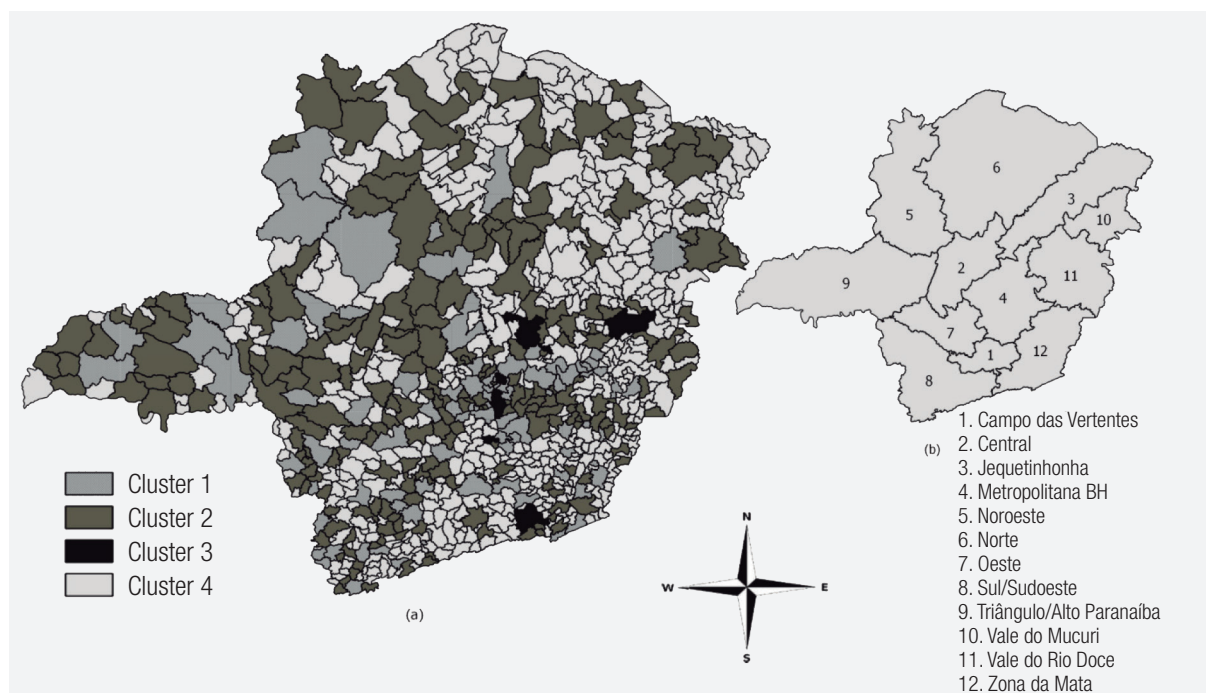 Cluster 1
Cluster 2
Cluster 3
Cluster 4
(a)
N
W
E
S
6
5
3
10
2
11
9
4
7
1
12
8
(b)
1. Campo das Vertentes
2. Central
3. Jequetinhonha
4. Metropolitana BH
5. Noroeste
6. Norte
7. Oeste
8. Sul/Sudoeste
9. Triângulo/Alto Paranaíba
10. Vale do Mucuri
11. Vale do Rio Doce
12. Zona da Mata